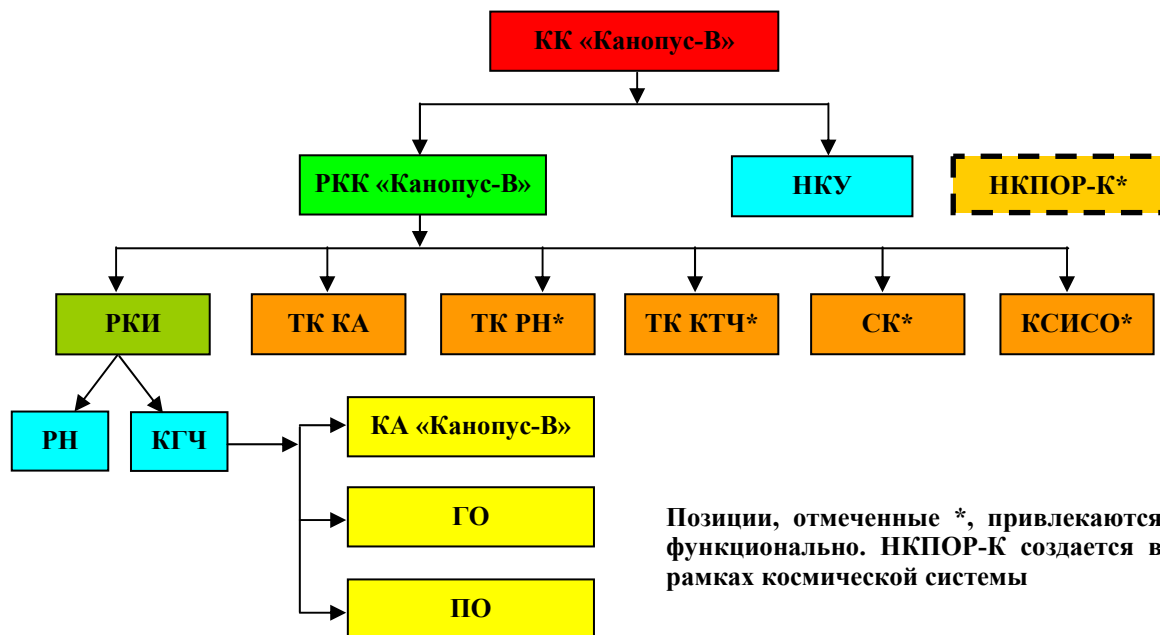 КК «Канопус-В»
РКК «Канопус-В»
НКУ
НКПОР-К*
РКИ
ТК КА
ТК РН*
ТК КТЧ*
СК*
КСИСО*
РН
КГЧ
КА «Канопус-В»
ГО
ПО
Позиции, отмеченные *, привлекаются
функционально. НКПОР-К создается в
рамках космической системы